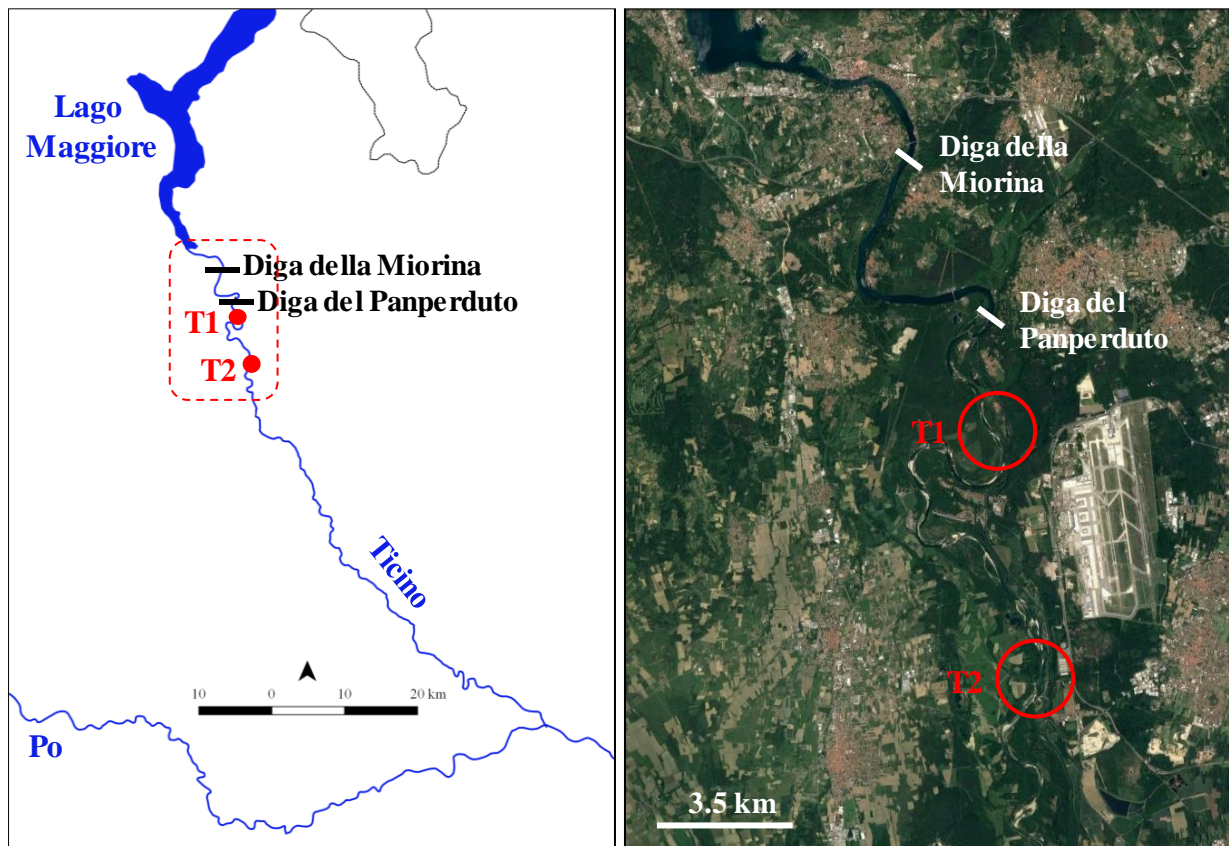 Lago
Maggiore
Diga della Miorina
Diga del Panperduto
T1
T2
Ticino
10 0 10 20 km
Po
Diga della
Miorina
Diga del
Panperduto
T1
T2
3.5 km